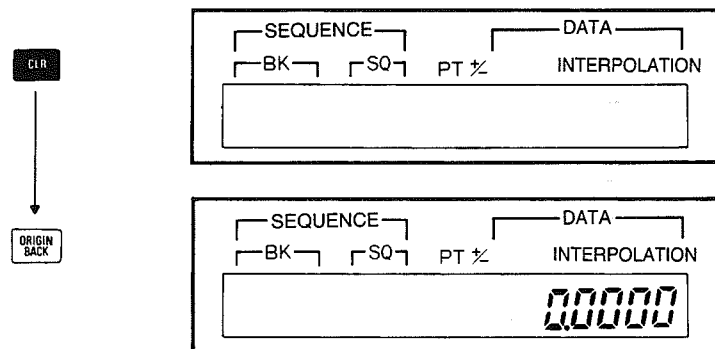 CLR
SEQUENCE DATA
BK SQ PT +/- INTERPOLATION
ORIGIN
BACK
SEQUENCE DATA
BK SQ PT +/- INTERPOLATION
0.0000